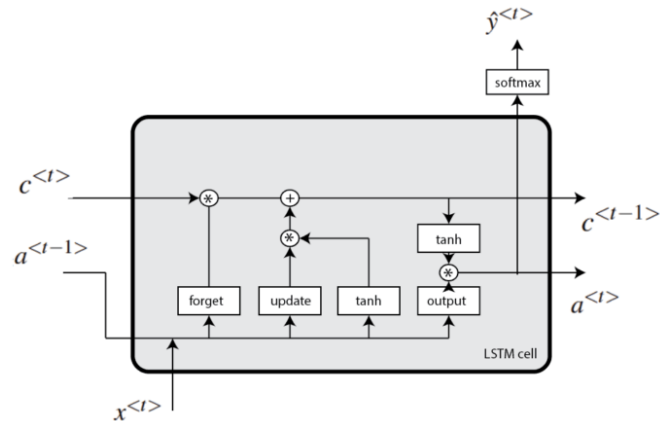 ŷ<t>
softmax
c<t>
c<t−1>
a<t−1>
tanh
forget
update
tanh
output
a<t>
LSTM cell
x<t>
*
+
*
*